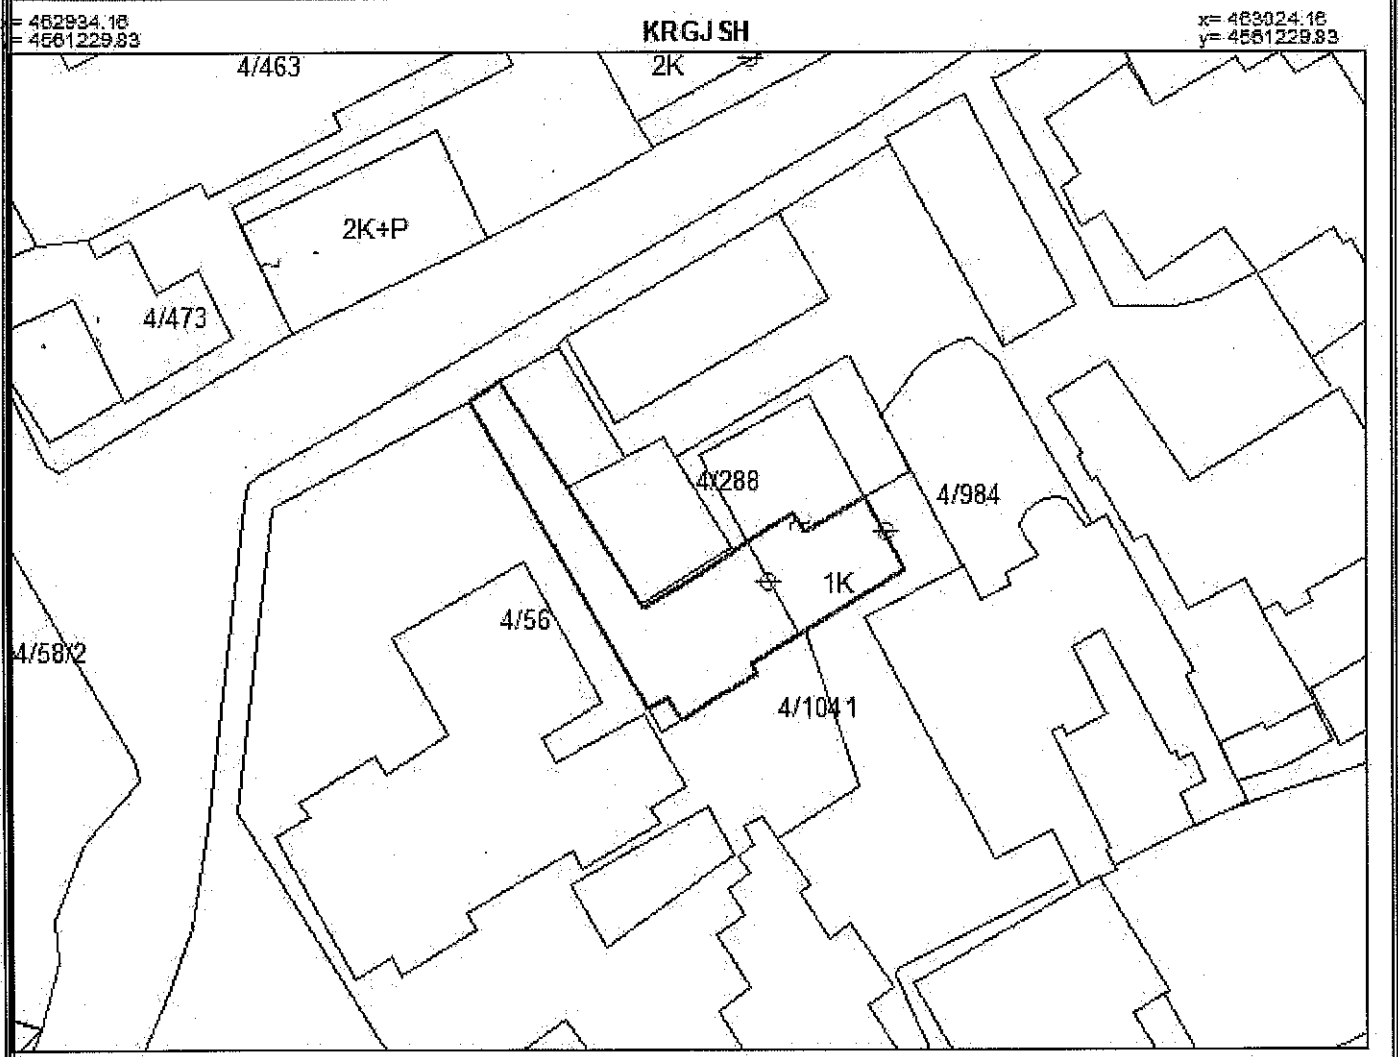 = 462934.16
= 4561229.83
KRGJSH
x= 463024.16
y= 4561229.83
4/463
2K
2K+P
4/473
4/288
4/984
1K
4/56
4/58/2
4/1041